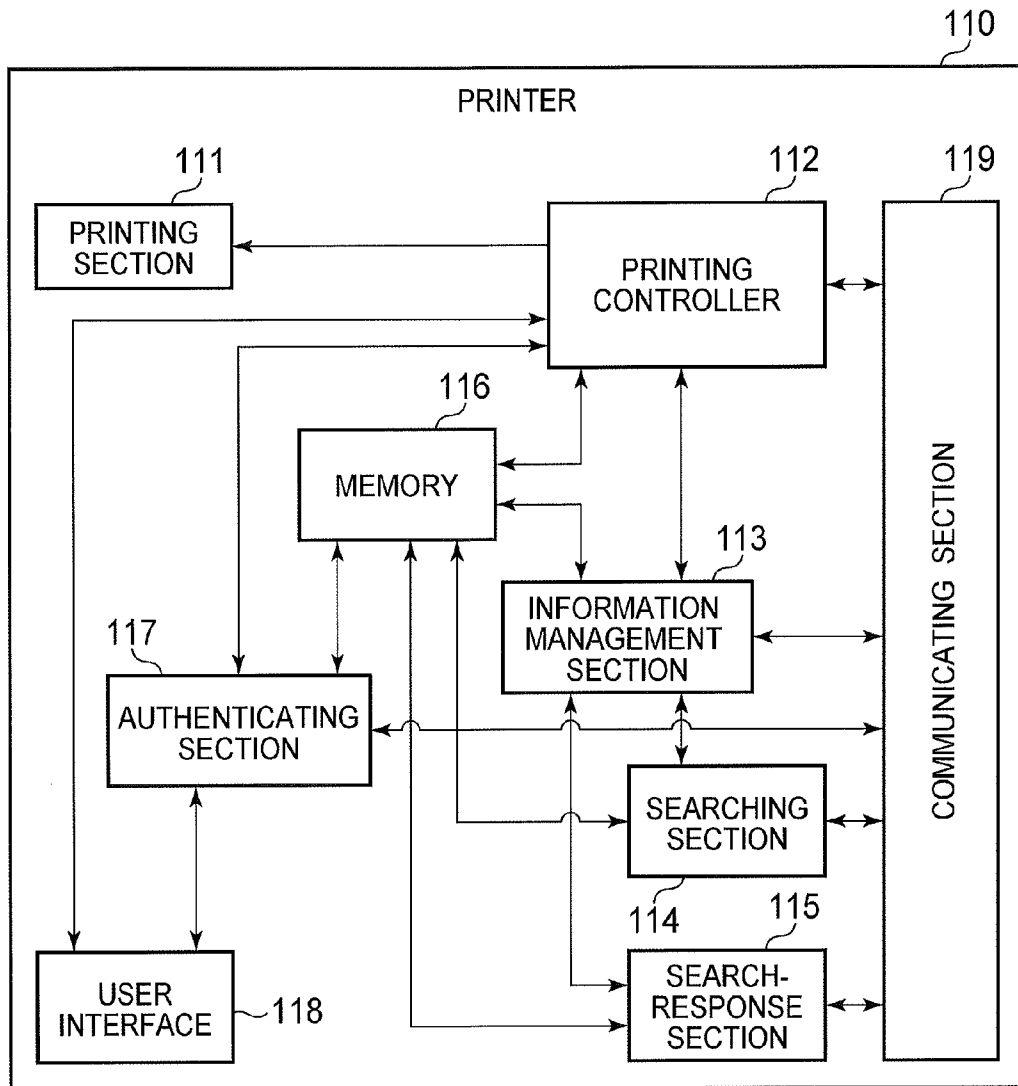 110
PRINTER
111
PRINTING
SECTION
112
PRINTING
CONTROLLER
119
COMMUNICATING SECTION
116
MEMORY
113
INFORMATION
MANAGEMENT
SECTION
117
AUTHENTICATING
SECTION
SEARCHING
SECTION
114
115
SEARCH-
RESPONSE
SECTION
USER
INTERFACE
118